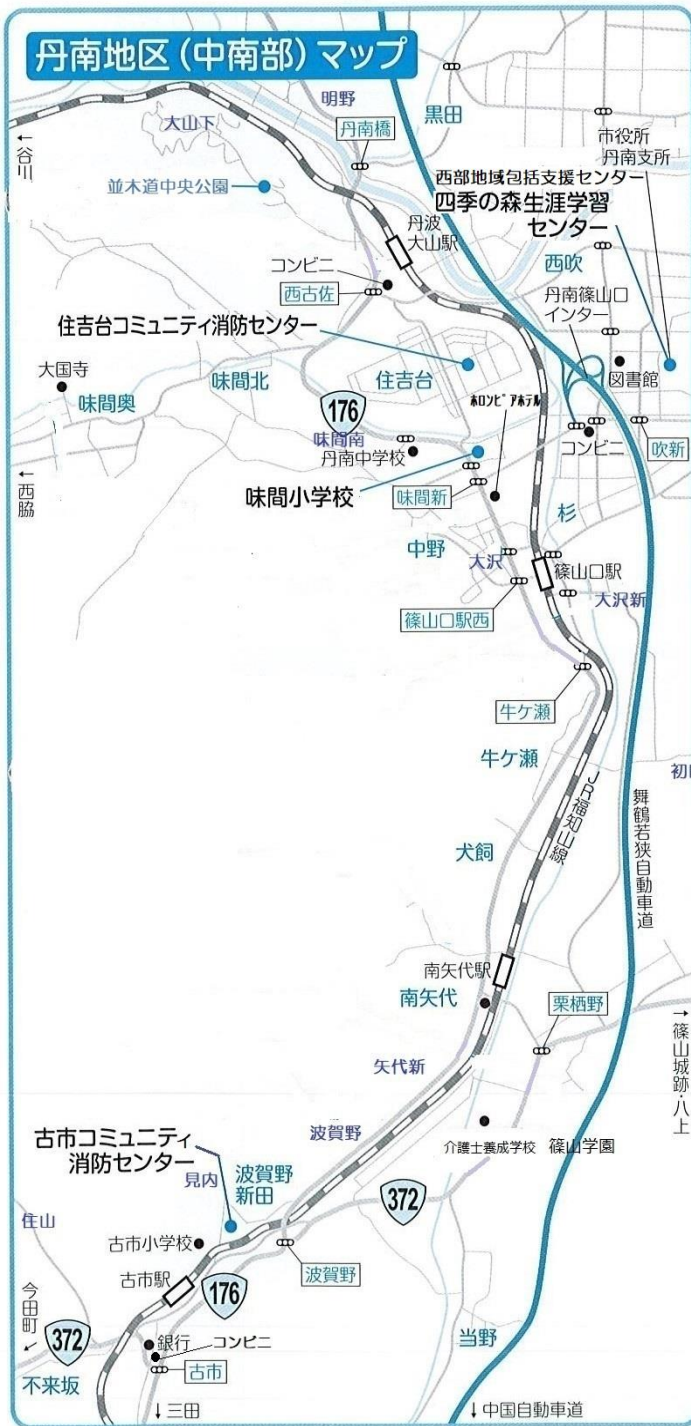 丹南地区(中南部)マップ
明野
黒田
大山下
丹南橋
←谷川
市役所
丹南支所
西部地域包括支援センター
並木道中央公園
四季の森生涯学習
センター
丹波
大山駅
西吹
コンビニ
西古佐
丹南篠山口
インター
住吉台コミュニティ消防センター
大国寺
味間北
住吉台
図書館
味間奥
ホロンピアホテル
176
味間南
丹南中学校
コンビニ
吹新
←西脇
味間小学校
味間新
杉
中野
大沢
篠山口駅
大沢新
篠山口駅西
牛ケ瀬
牛ケ瀬
JR福知山線
舞鶴若狭自動車道
犬飼
南矢代駅
南矢代
栗栖野
→篠山城跡・八上
矢代新
波賀野
介護士養成学校 篠山学園
古市コミュニティ
消防センター
見内
波賀野
新田
372
住山
古市小学校
波賀野
古市駅
176
今田町
372
銀行
コンビニ
当野
古市
不来坂
↓三田
↓中国自動車道